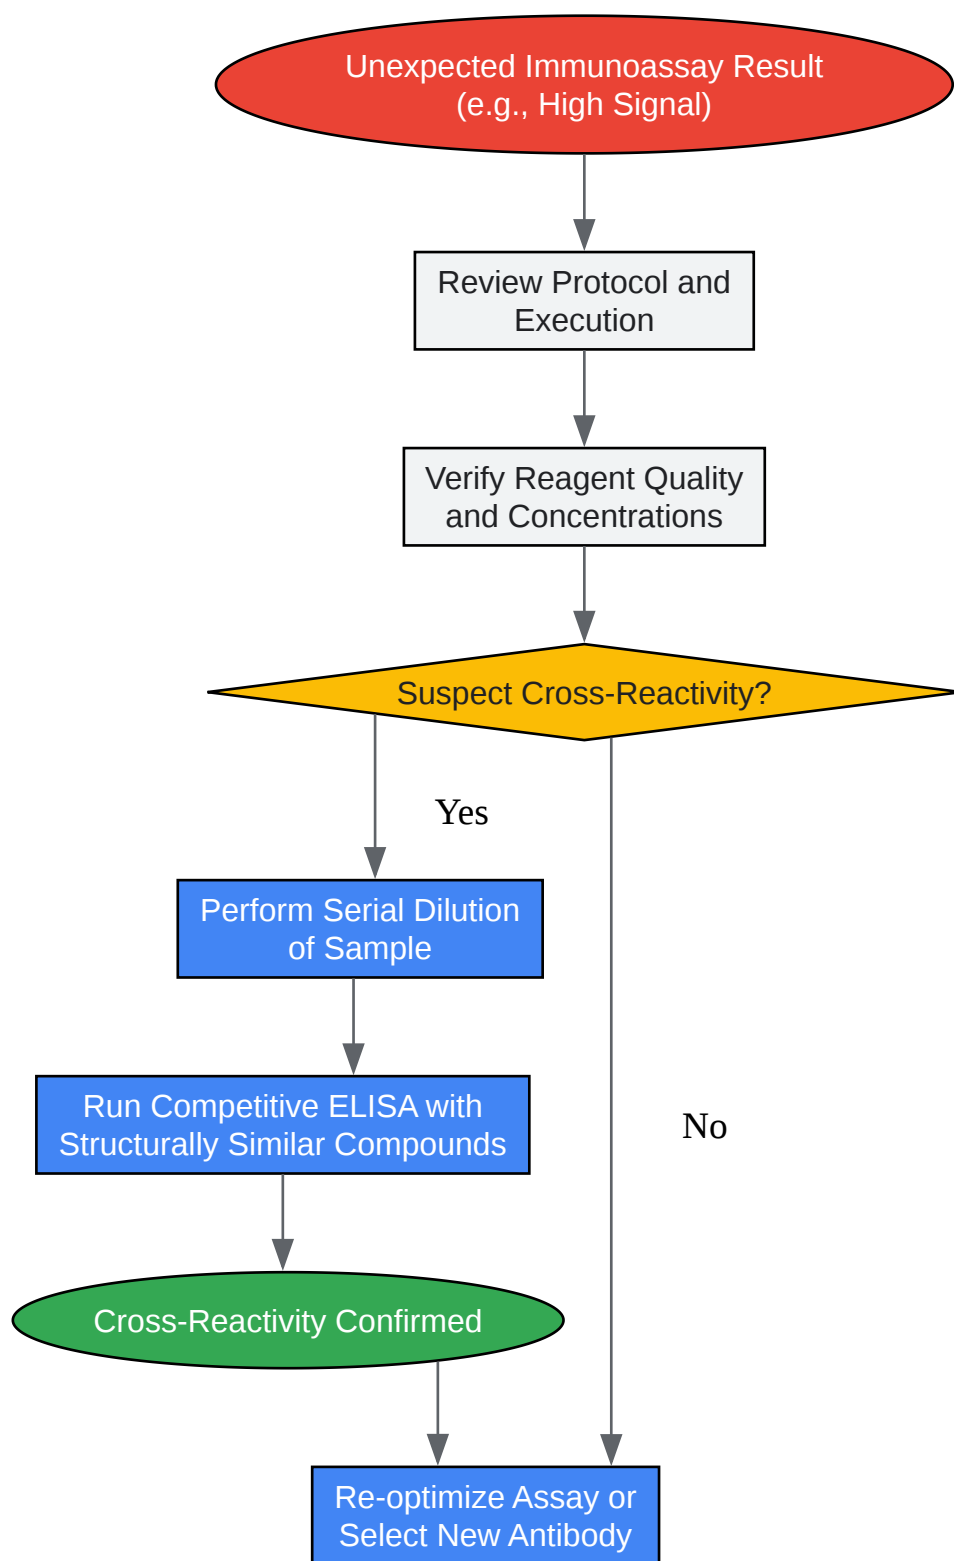 Unexpected Immunoassay Result
(e.g., High Signal)
Review Protocol and
Execution
Verify Reagent Quality
and Concentrations
Suspect Cross-Reactivity?
Yes
Perform Serial Dilution
of Sample
Run Competitive ELISA with
Structurally Similar Compounds
No
Cross-Reactivity Confirmed
Re-optimize Assay or
Select New Antibody